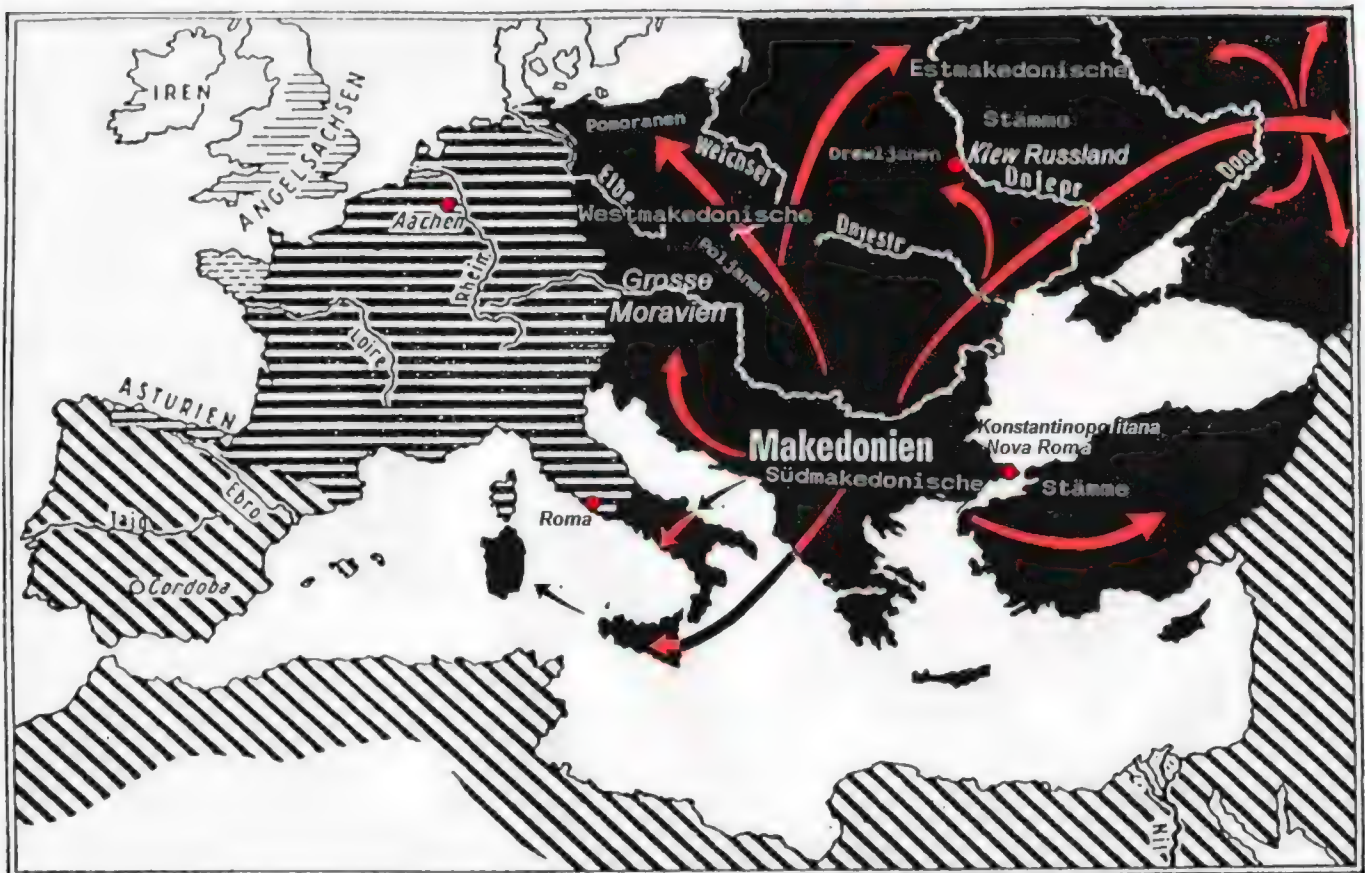 IREN
ANGELSACHSEN
Estmakedonische
Stämme
Pomoranen
Weichsel
Drewljanen
Kiew Russland
Dnjepr
Don
Elbe
Aachen
Westmakedonische
Rhein
Dnjestr
Poljanen
Grosse
Moravien
Loire
ASTURIEN
Makedonien
Konstantinopolitana
Nova Roma
Südmakedonische
Stämme
Ebro
Roma
Cordoba
Nil